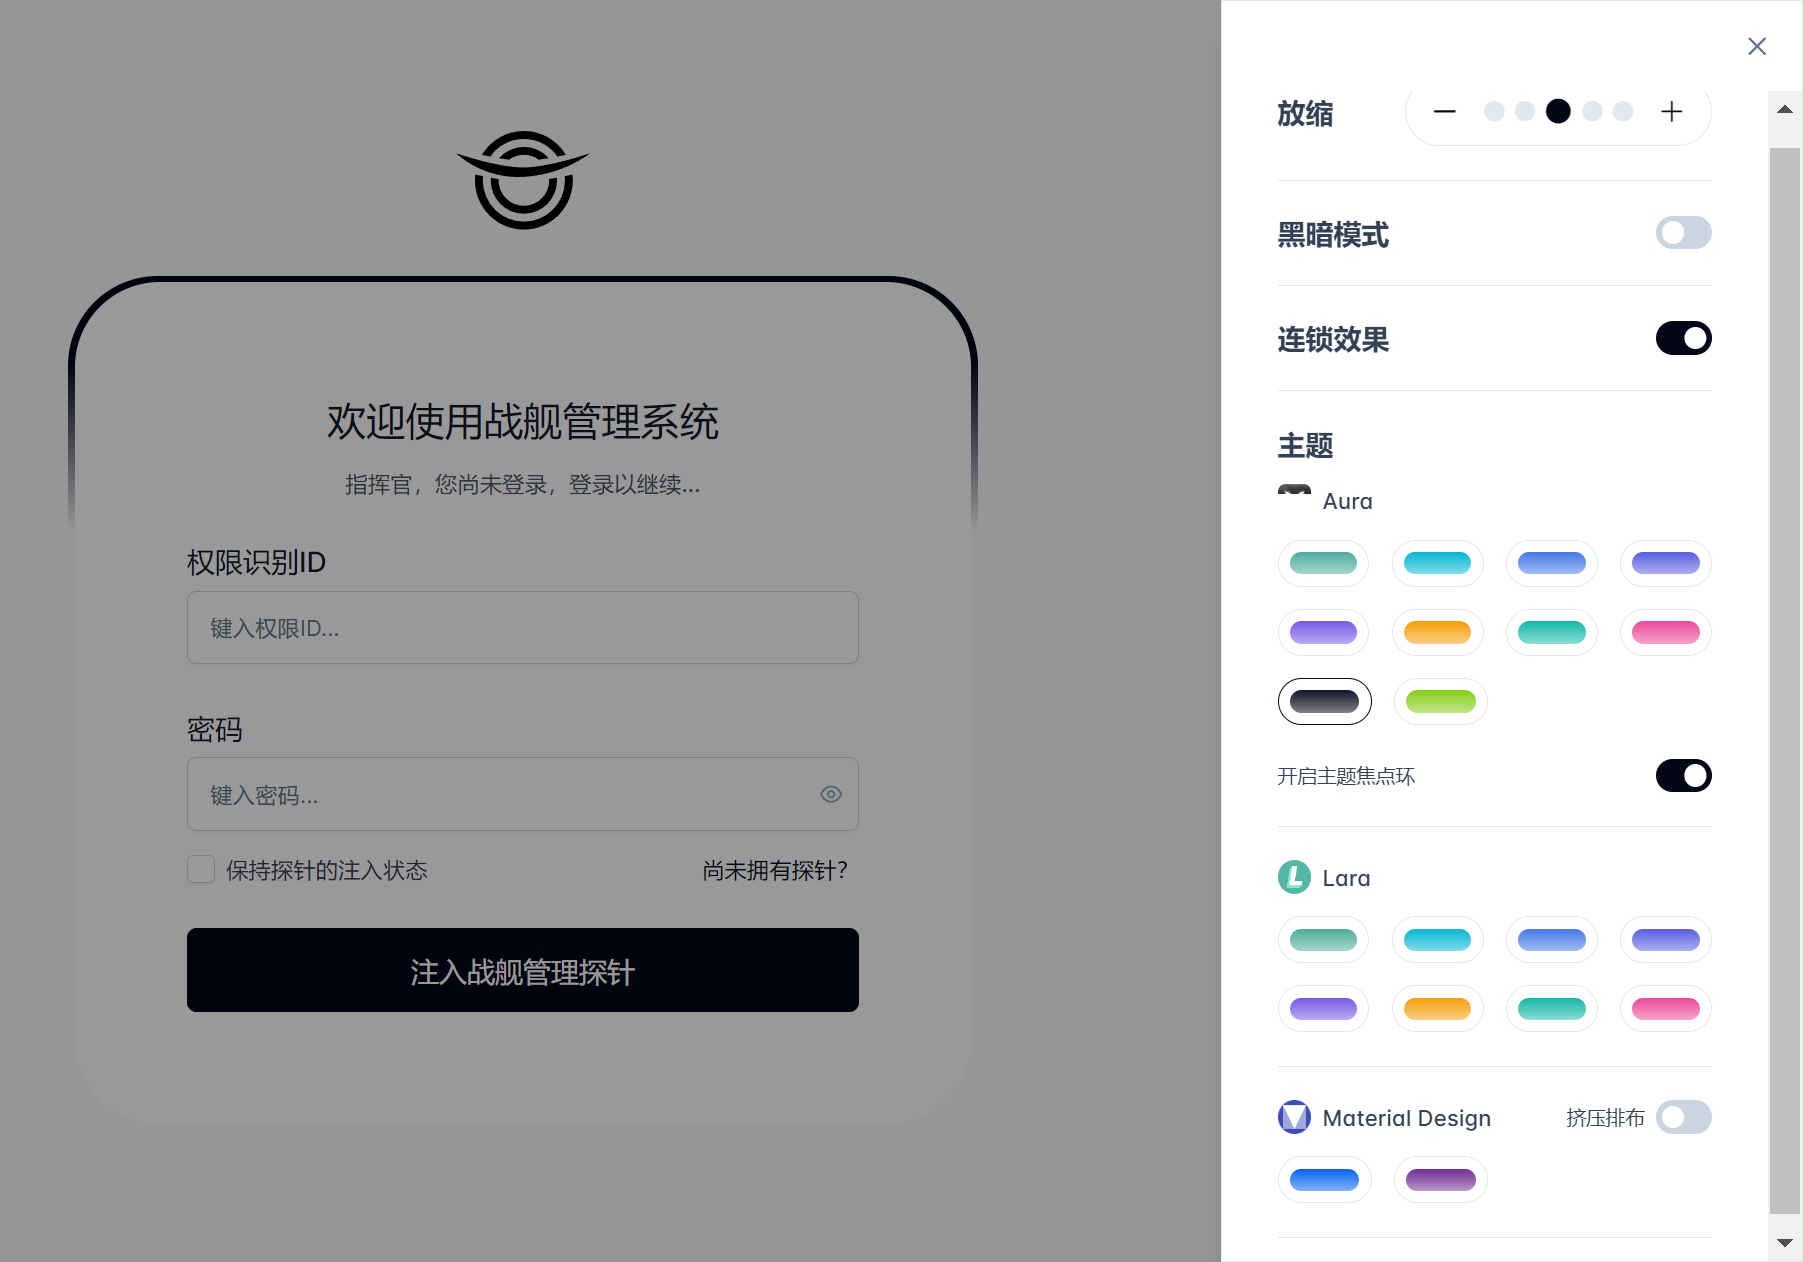 欢迎使用战舰管理系统
指挥官，您尚未登录，登录以继续...
权限识别ID
键入权限ID...
密码
键入密码...
保持探针的注入状态
尚未拥有探针？
注入战舰管理探针
放缩
黑暗模式
连锁效果
主题
Aura
开启主题焦点环
Lara
Material Design
挤压排布